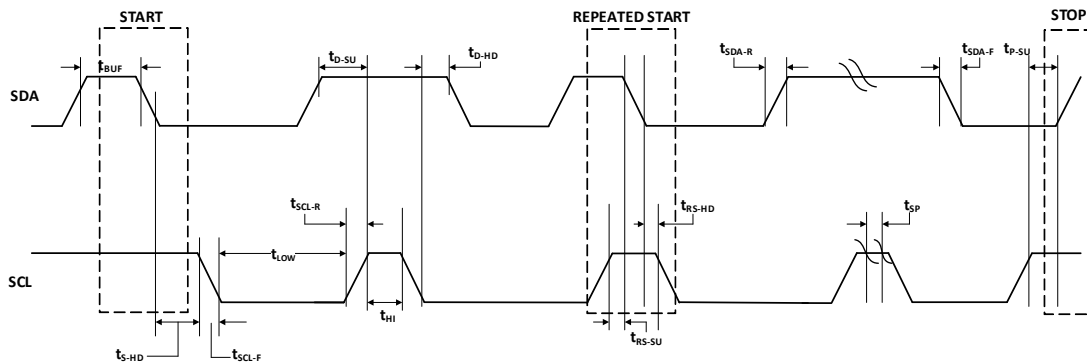 START
REPEATED START
STOP
tBUF
tD-SU
tD-HD
tSDA-R
tSDA-F
tP-SU
SDA
tSCL-R
tRS-HD
tSP
tLOW
SCL
tHI
tRS-SU
tS-HD
tSCL-F